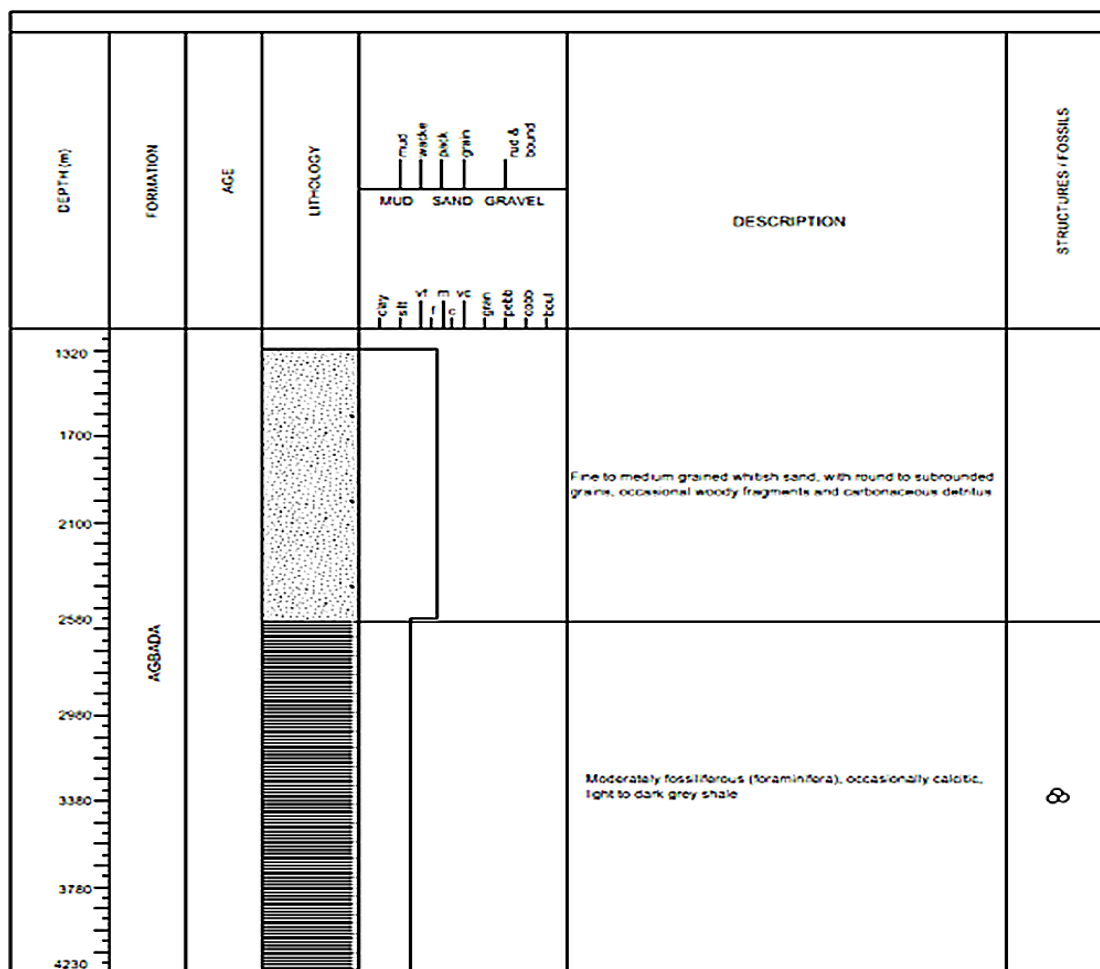 DEPTH (m)
FORMATION
AGE
LITHOLOGY
mud
wacke
pack
grain
rud &
bound
MUD SAND GRAVEL
clay
silt
vf
f
m
c
vc
gran
pebb
cobb
boul
DESCRIPTION
STRUCTURES / FOSSILS
1320
1700
2100
2560
2960
3380
3780
4230
AGBADA
Fine to medium grained whitish sand, with round to subrounded
grains, occasional woody fragments and carbonaceous detritus
Moderately fossiliferous (foraminifera), occasionally calcitic,
light to dark grey shale